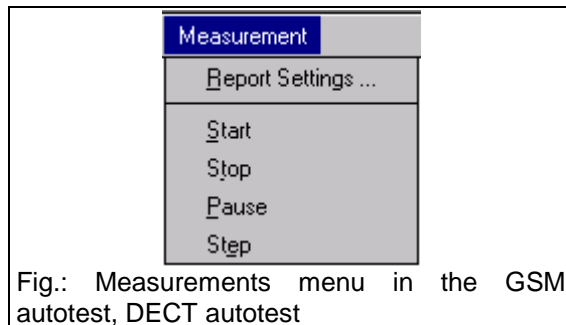 Measurement
Report Settings ...
Start
Stop
Pause
Step
Fig.: Measurements menu in the GSM
autotest, DECT autotest